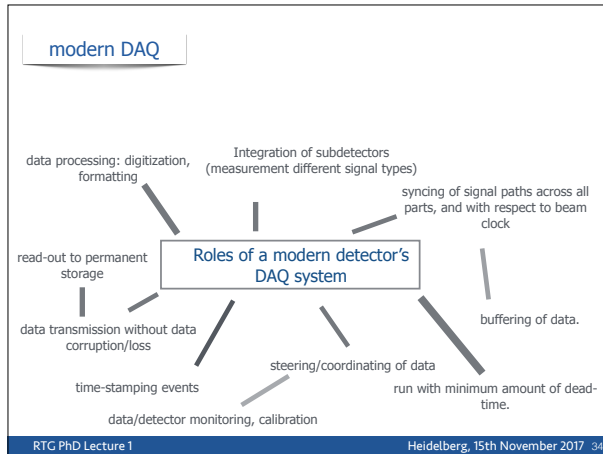 modern DAQ
Integration of subdetectors
(measurement different signal types)
data processing: digitization,
formatting
syncing of signal paths across all
parts, and with respect to beam
clock
Roles of a modern detector's
DAQ system
read-out to permanent
storage
buffering of data.
data transmission without data
corruption/loss
steering/coordinating of data
time-stamping events
run with minimum amount of dead-
time.
data/detector monitoring, calibration
RTG PhD Lecture 1
Heidelberg, 15th November 2017 34